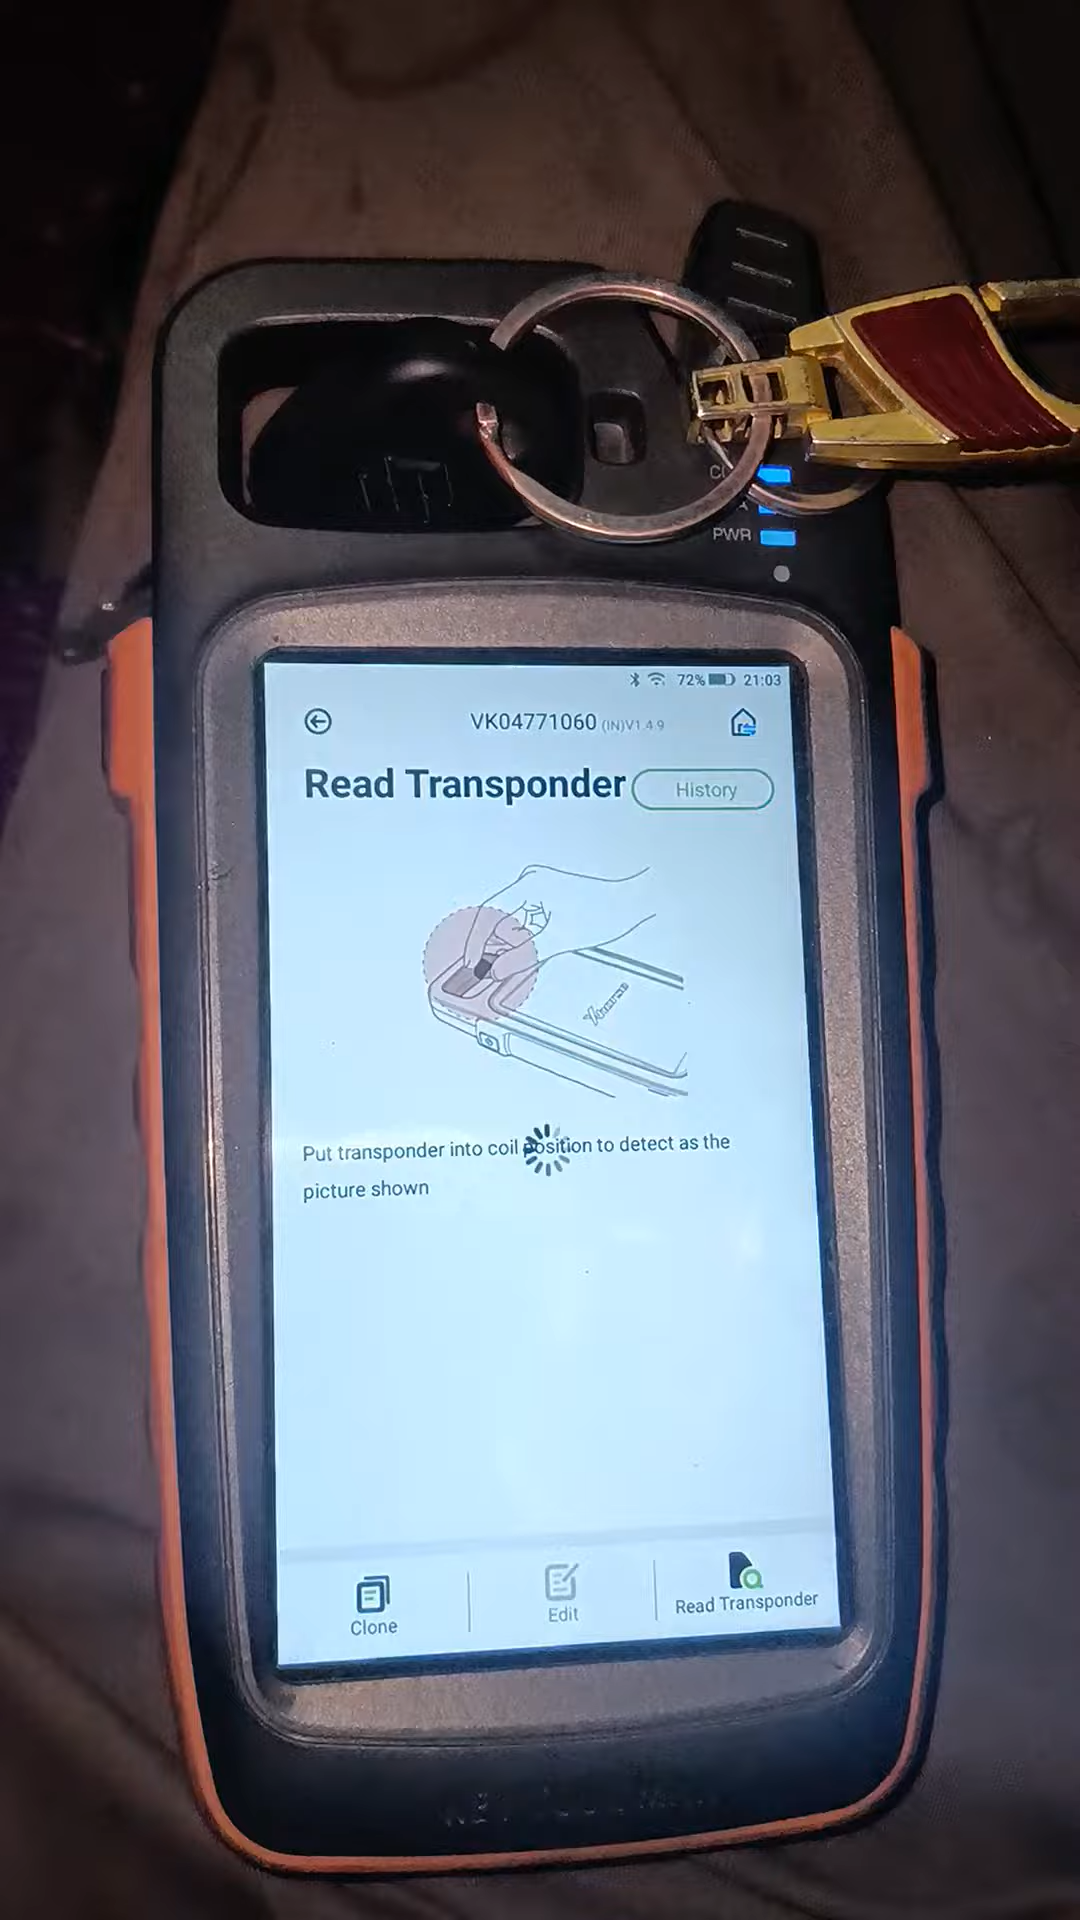 PWR
72% 21:03
VK04771060 (IN)V1.4.9
Read Transponder
History
Put transponder into coil position to detect as the
picture shown
Clone
Edit
Read Transponder